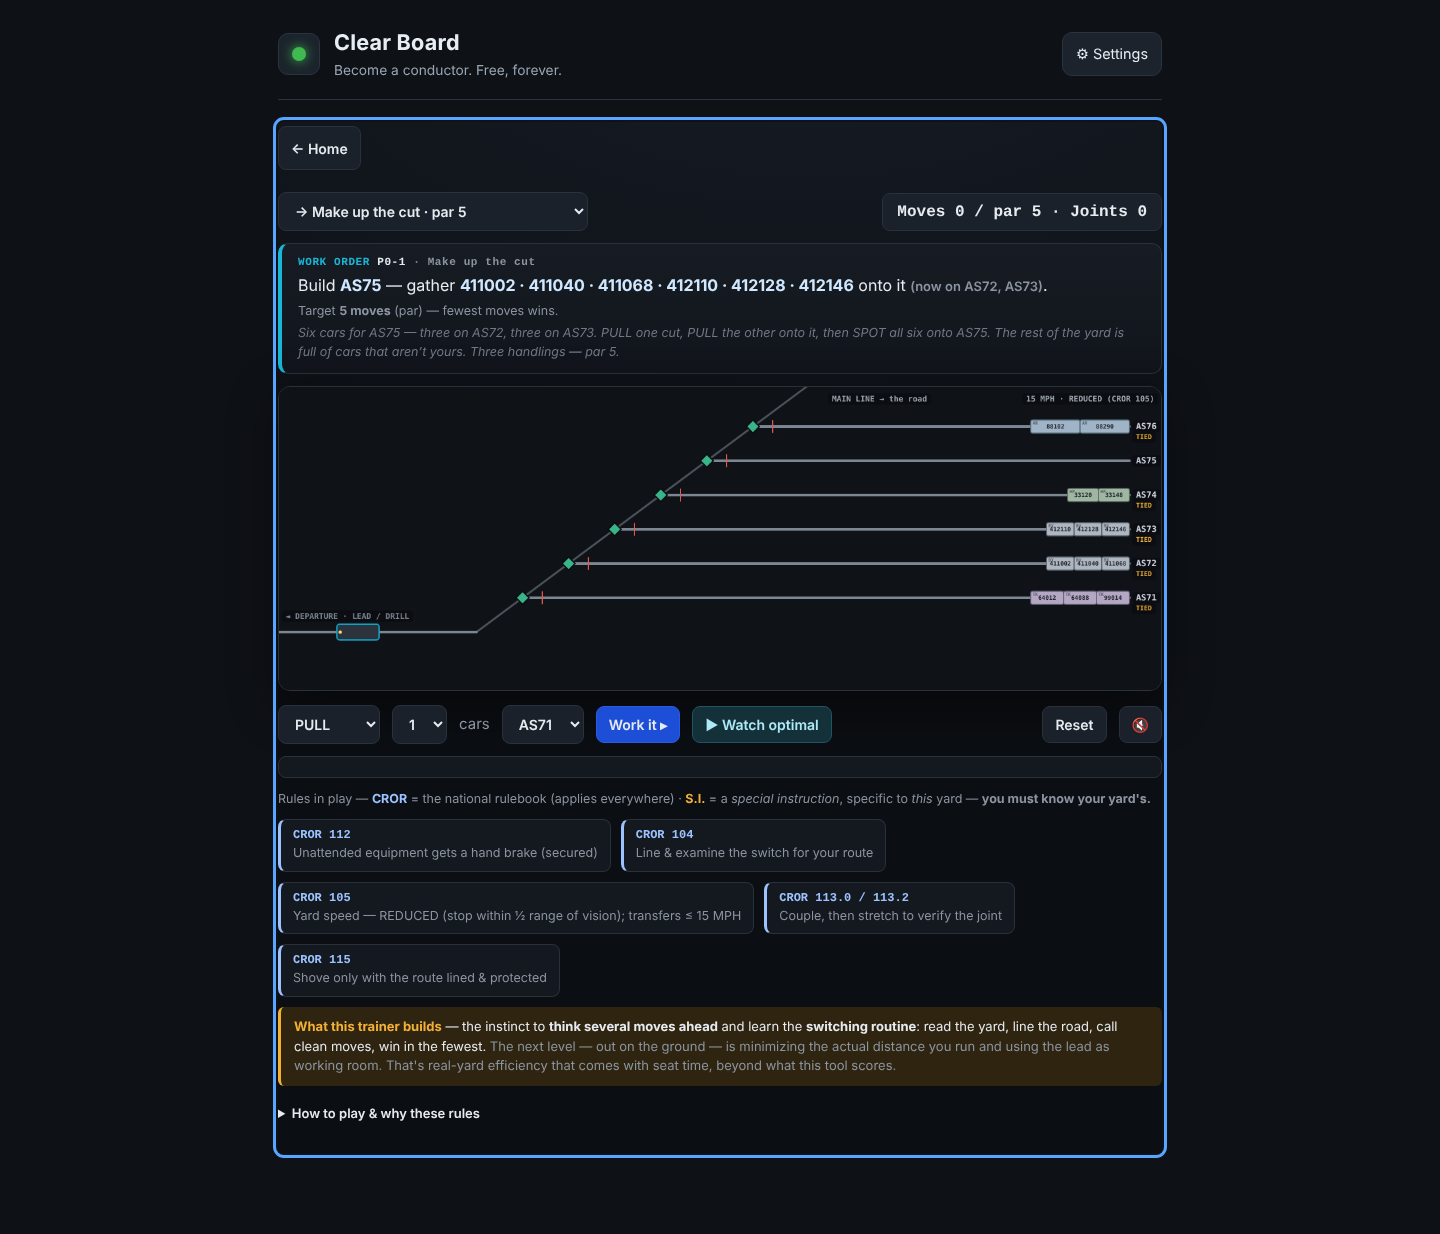 Clear Board
Become a conductor. Free, forever.
⚙ Settings
← Home
→ Make up the cut · par 5
Moves 0 / par 5 · Joints 0
WORK ORDER P0-1 · Make up the cut
Build AS75 — gather 411002 · 411040 · 411068 · 412110 · 412128 · 412146 onto it (now on AS72, AS73).
Target 5 moves (par) — fewest moves wins.
Six cars for AS75 — three on AS72, three on AS73. PULL one cut, PULL the other onto it, then SPOT all six onto AS75. The rest of the yard is
full of cars that aren't yours. Three handlings — par 5.
MAIN LINE → the road
15 MPH · REDUCED (CROR 105)
88102 88290 AS76
TIED
AS75
33120 33148 AS74
TIED
412110 412128 412146 AS73
TIED
411002 411040 411068 AS72
TIED
64012 64088 99014 AS71
TIED
◄ DEPARTURE · LEAD / DRILL
PULL 1 cars AS71 Work it ▸ ▶ Watch optimal Reset
Rules in play — CROR = the national rulebook (applies everywhere) · S.I. = a special instruction, specific to this yard — you must know your yard's.
CROR 112
Unattended equipment gets a hand brake (secured)
CROR 104
Line & examine the switch for your route
CROR 105
Yard speed — REDUCED (stop within ½ range of vision); transfers ≤ 15 MPH
CROR 113.0 / 113.2
Couple, then stretch to verify the joint
CROR 115
Shove only with the route lined & protected
What this trainer builds — the instinct to think several moves ahead and learn the switching routine: read the yard, line the road, call
clean moves, win in the fewest. The next level — out on the ground — is minimizing the actual distance you run and using the lead as
working room. That's real-yard efficiency that comes with seat time, beyond what this tool scores.
▶ How to play & why these rules